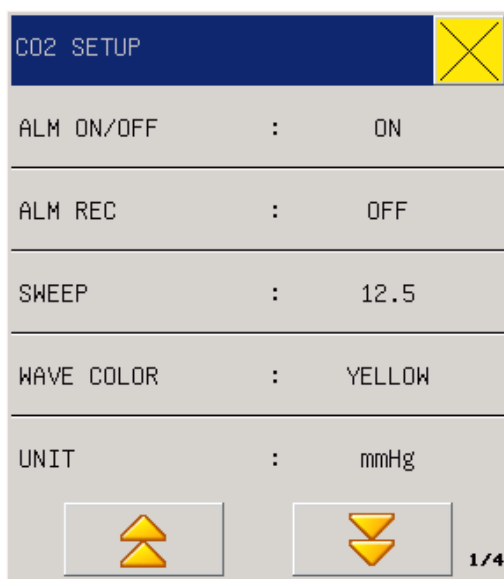 CO2 SETUP
ALM ON/OFF : ON
ALM REC : OFF
SWEEP : 12.5
WAVE COLOR : YELLOW
UNIT : mmHg
1/4